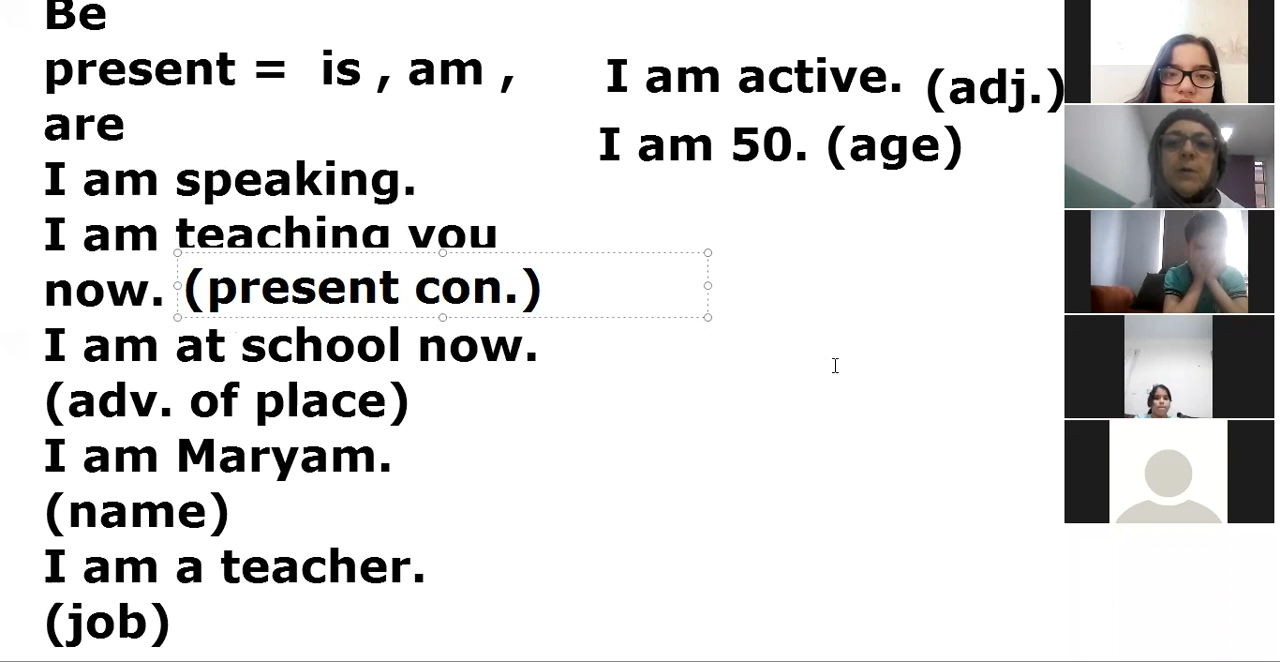 Be
present = is , am ,
are
I am speaking.
I am teaching you
now. (present con.)
I am at school now.
(adv. of place)
I am Maryam.
(name)
I am a teacher.
(job)
I am active. (adj.)
I am 50. (age)